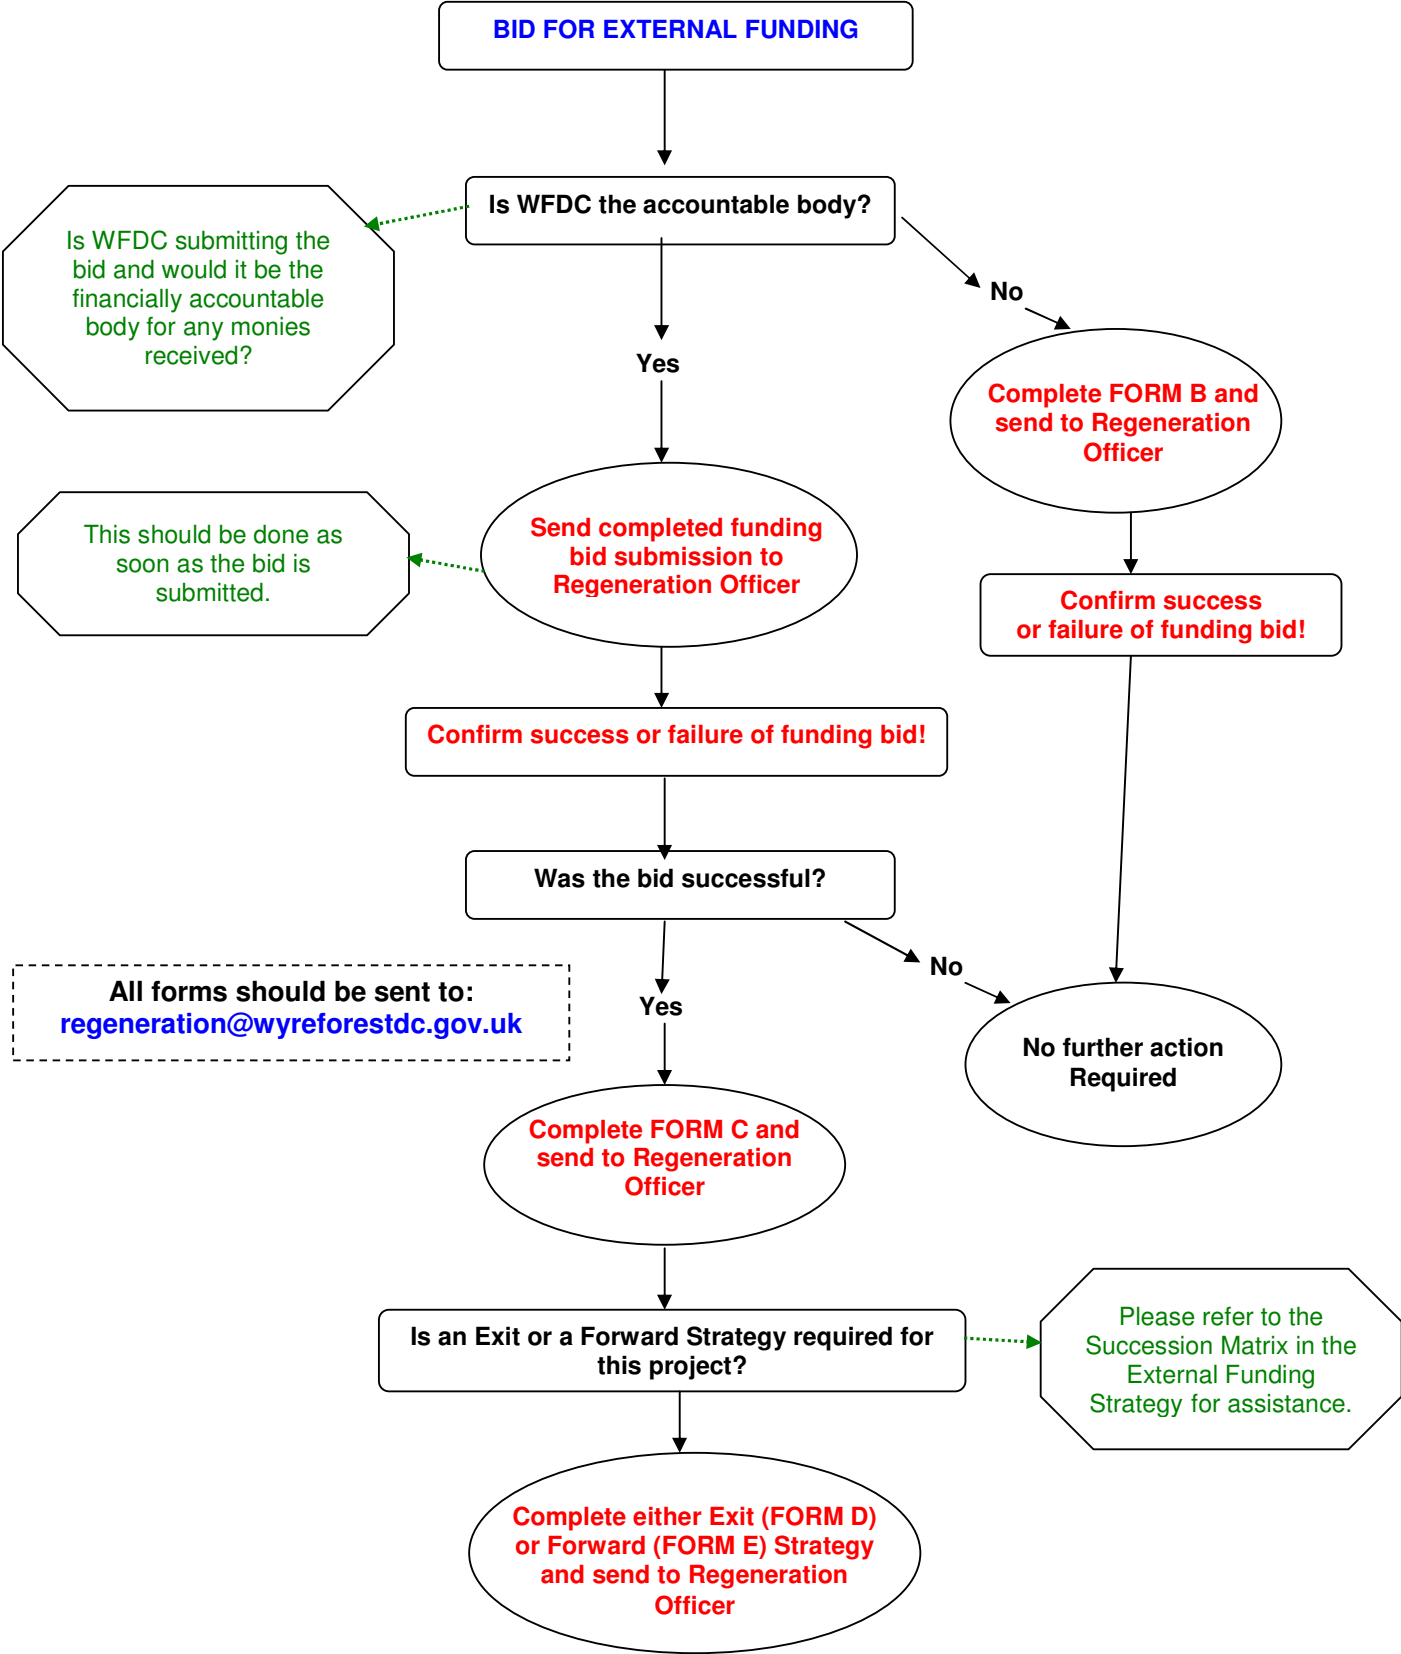 BID FOR EXTERNAL FUNDING
Is WFDC the accountable body?
Is WFDC submitting the
bid and would it be the
financially accountable
body for any monies
received?
No
Yes
Complete FORM B and
send to Regeneration
Officer
This should be done as
soon as the bid is
submitted.
Send completed funding
bid submission to
Regeneration Officer
Confirm success
or failure of funding bid!
Confirm success or failure of funding bid!
Was the bid successful?
No
Yes
All forms should be sent to:
regeneration@wyreforestdc.gov.uk
No further action
Required
Complete FORM C and
send to Regeneration
Officer
Is an Exit or a Forward Strategy required for
this project?
Please refer to the
Succession Matrix in the
External Funding
Strategy for assistance.
Complete either Exit (FORM D)
or Forward (FORM E) Strategy
and send to Regeneration
Officer